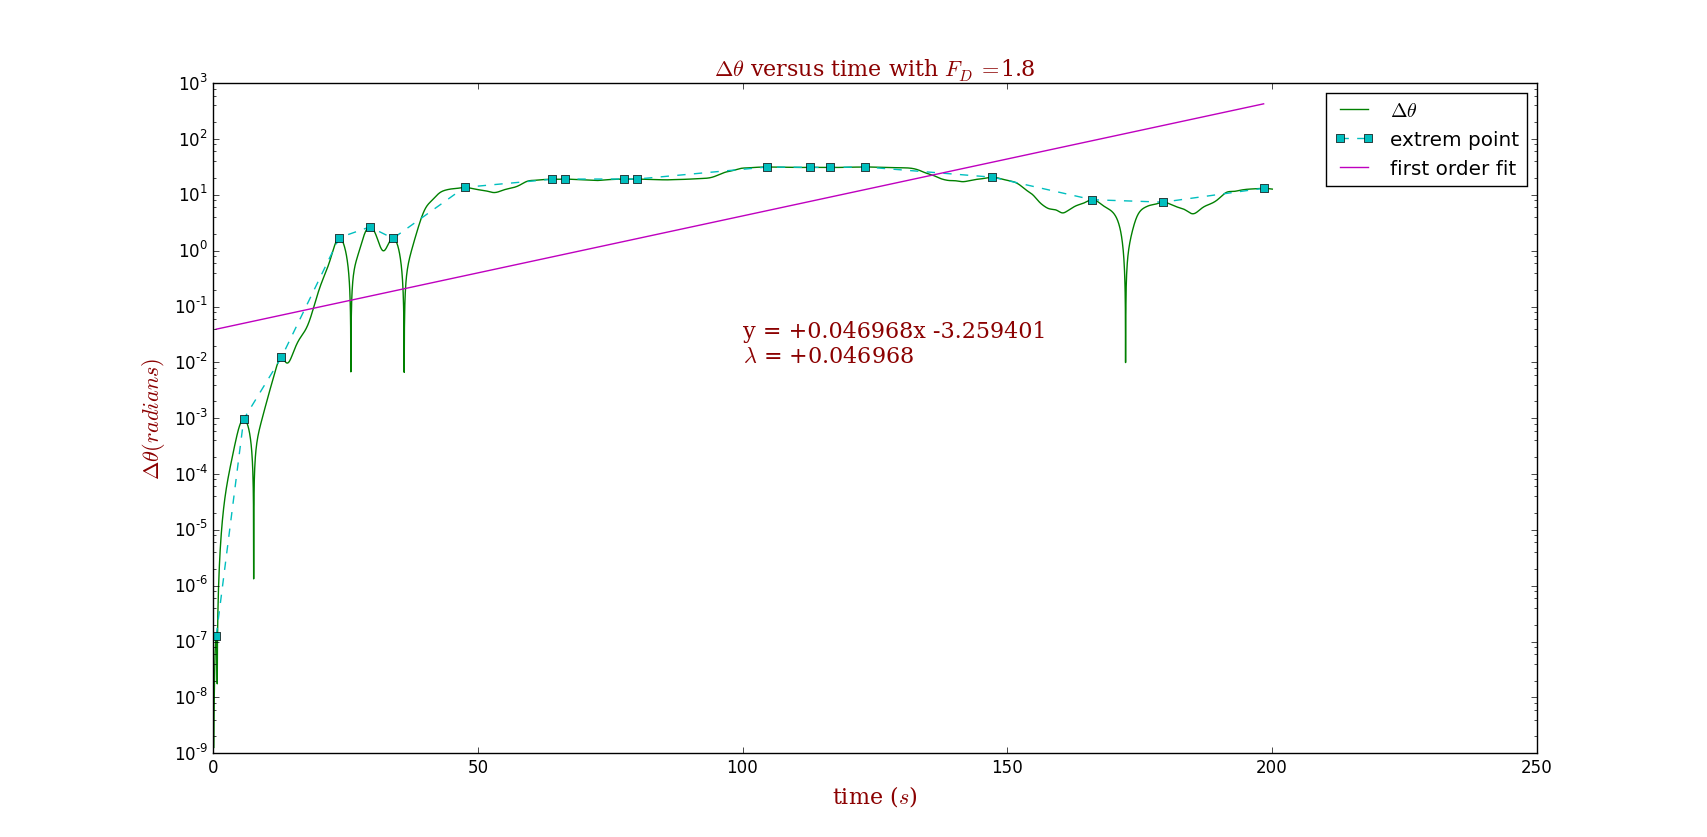 Δθ versus time with F_D =1.8
10^3
10^2
10^1
10^0
10^-1
10^-2
10^-3
10^-4
10^-5
10^-6
10^-7
10^-8
10^-9
Δθ(radians)
Δθ
extrem point
first order fit
y = +0.046968x -3.259401
λ = +0.046968
0 50 100 150 200 250
time (s)